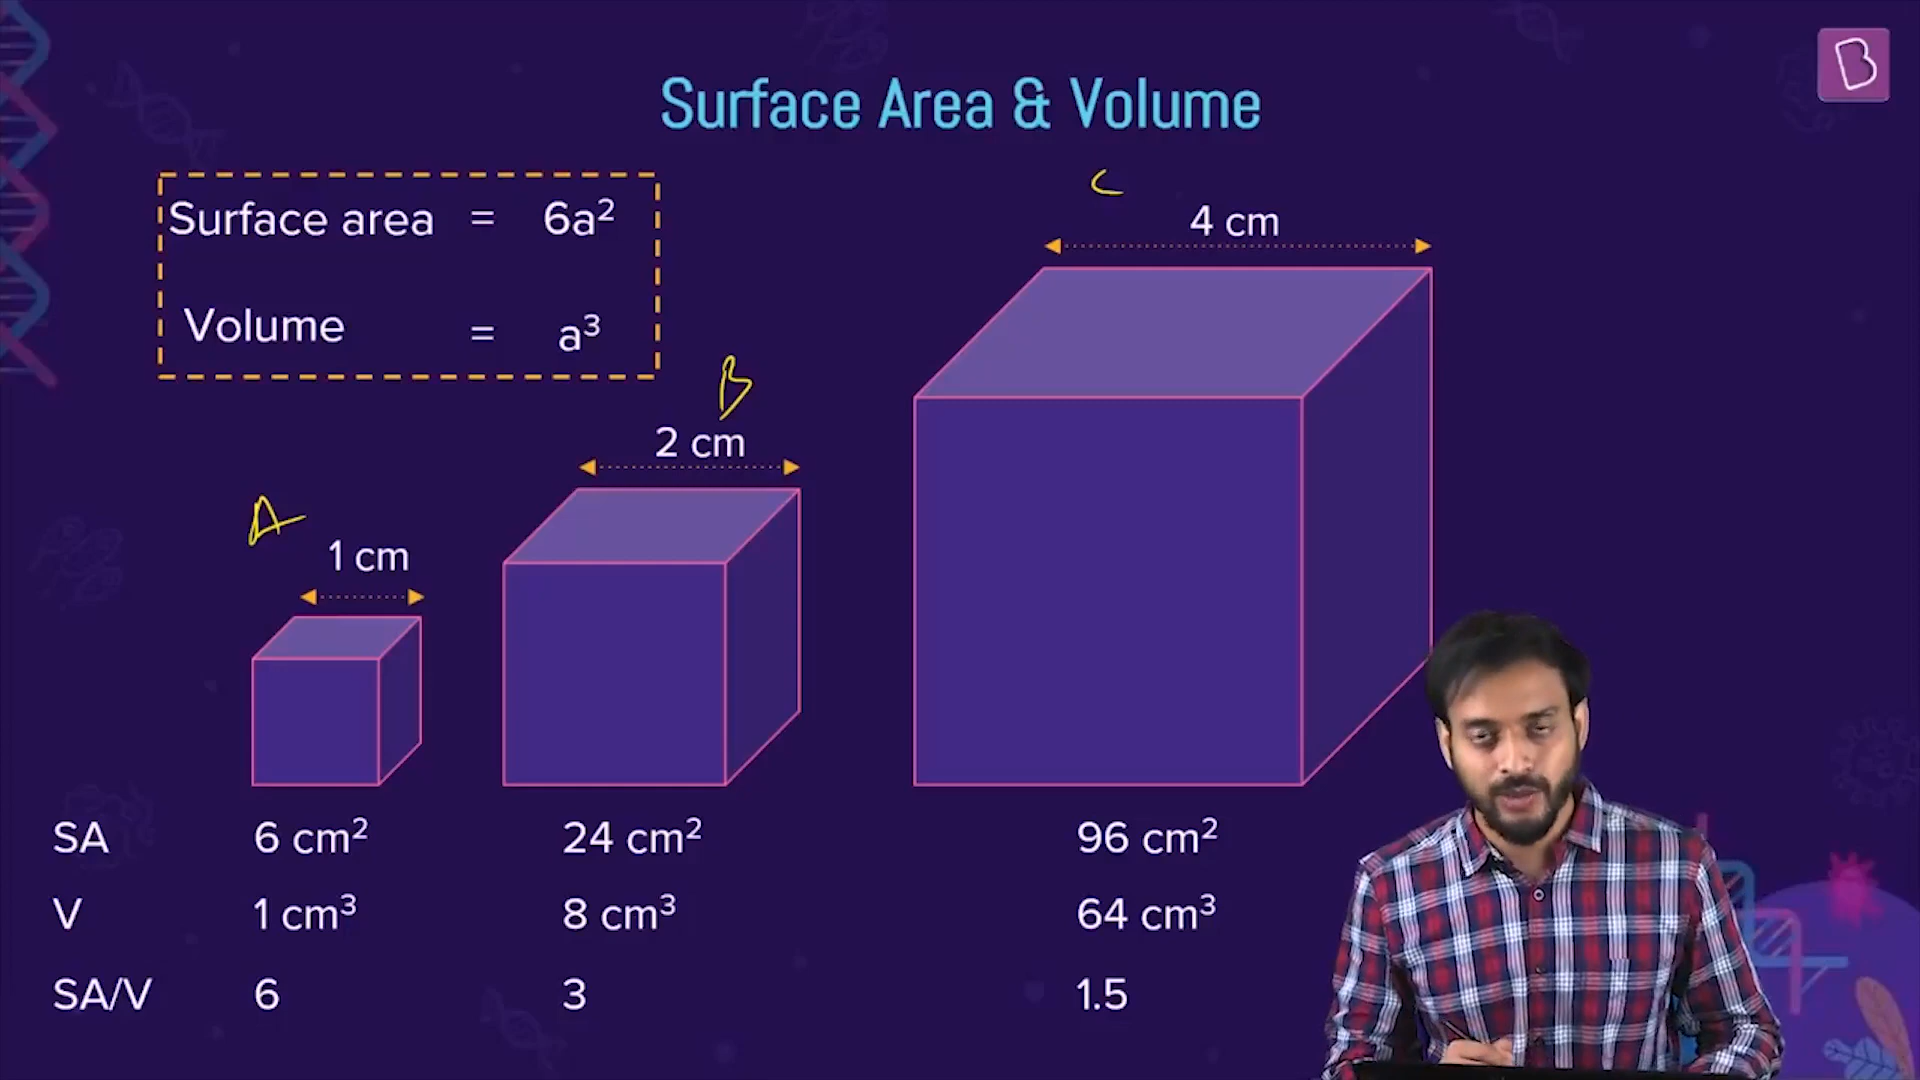 B
Surface Area & Volume
Surface area = 6a²
Volume = a³
C
4 cm
B
2 cm
A
1 cm
SA 6 cm² 24 cm² 96 cm²
V 1 cm³ 8 cm³ 64 cm³
SA/V 6 3 1.5